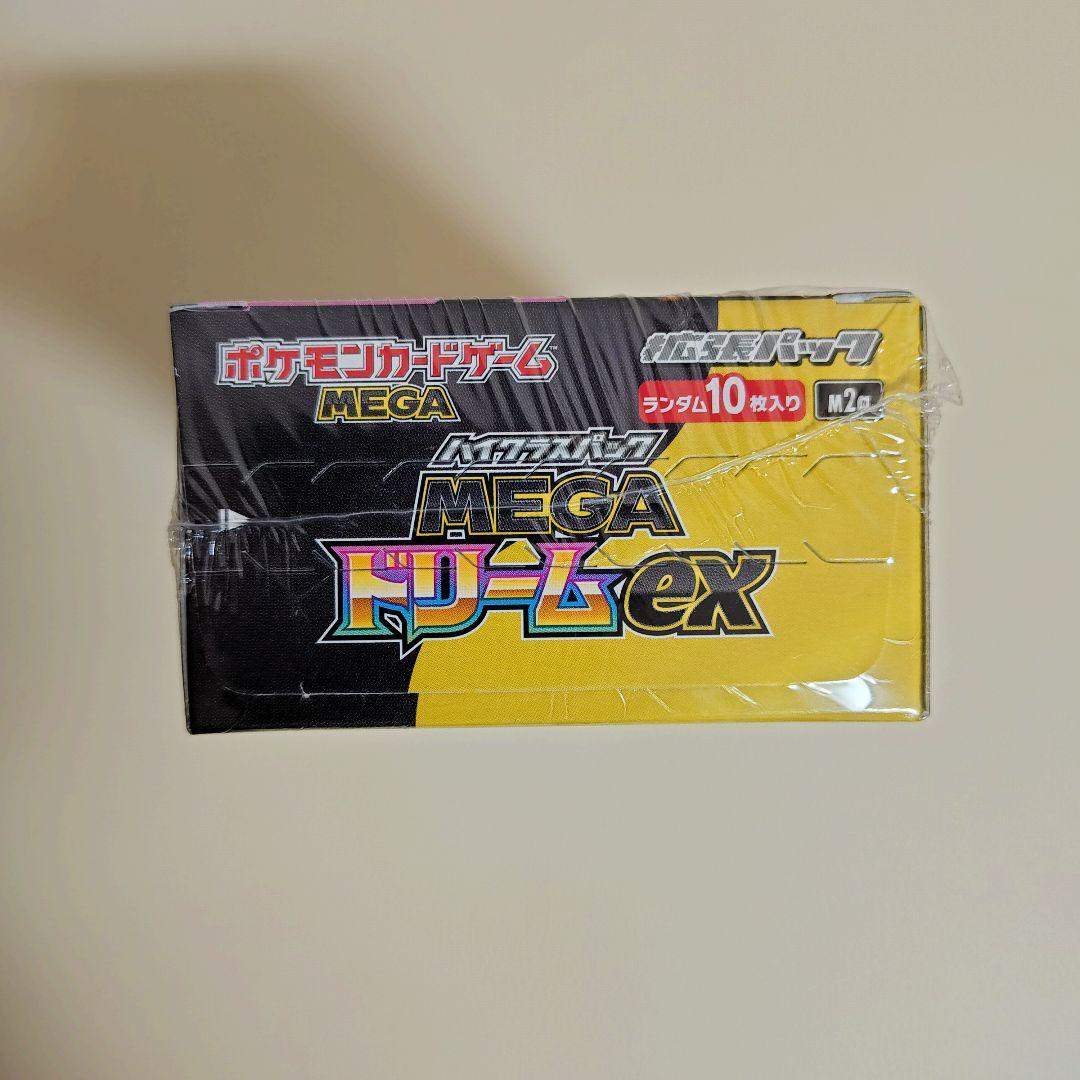 ポケモンカードゲーム™
MEGA
拡張パック
ランダム10枚入り M2a
ハイクラスパック
MEGA
ドリームex